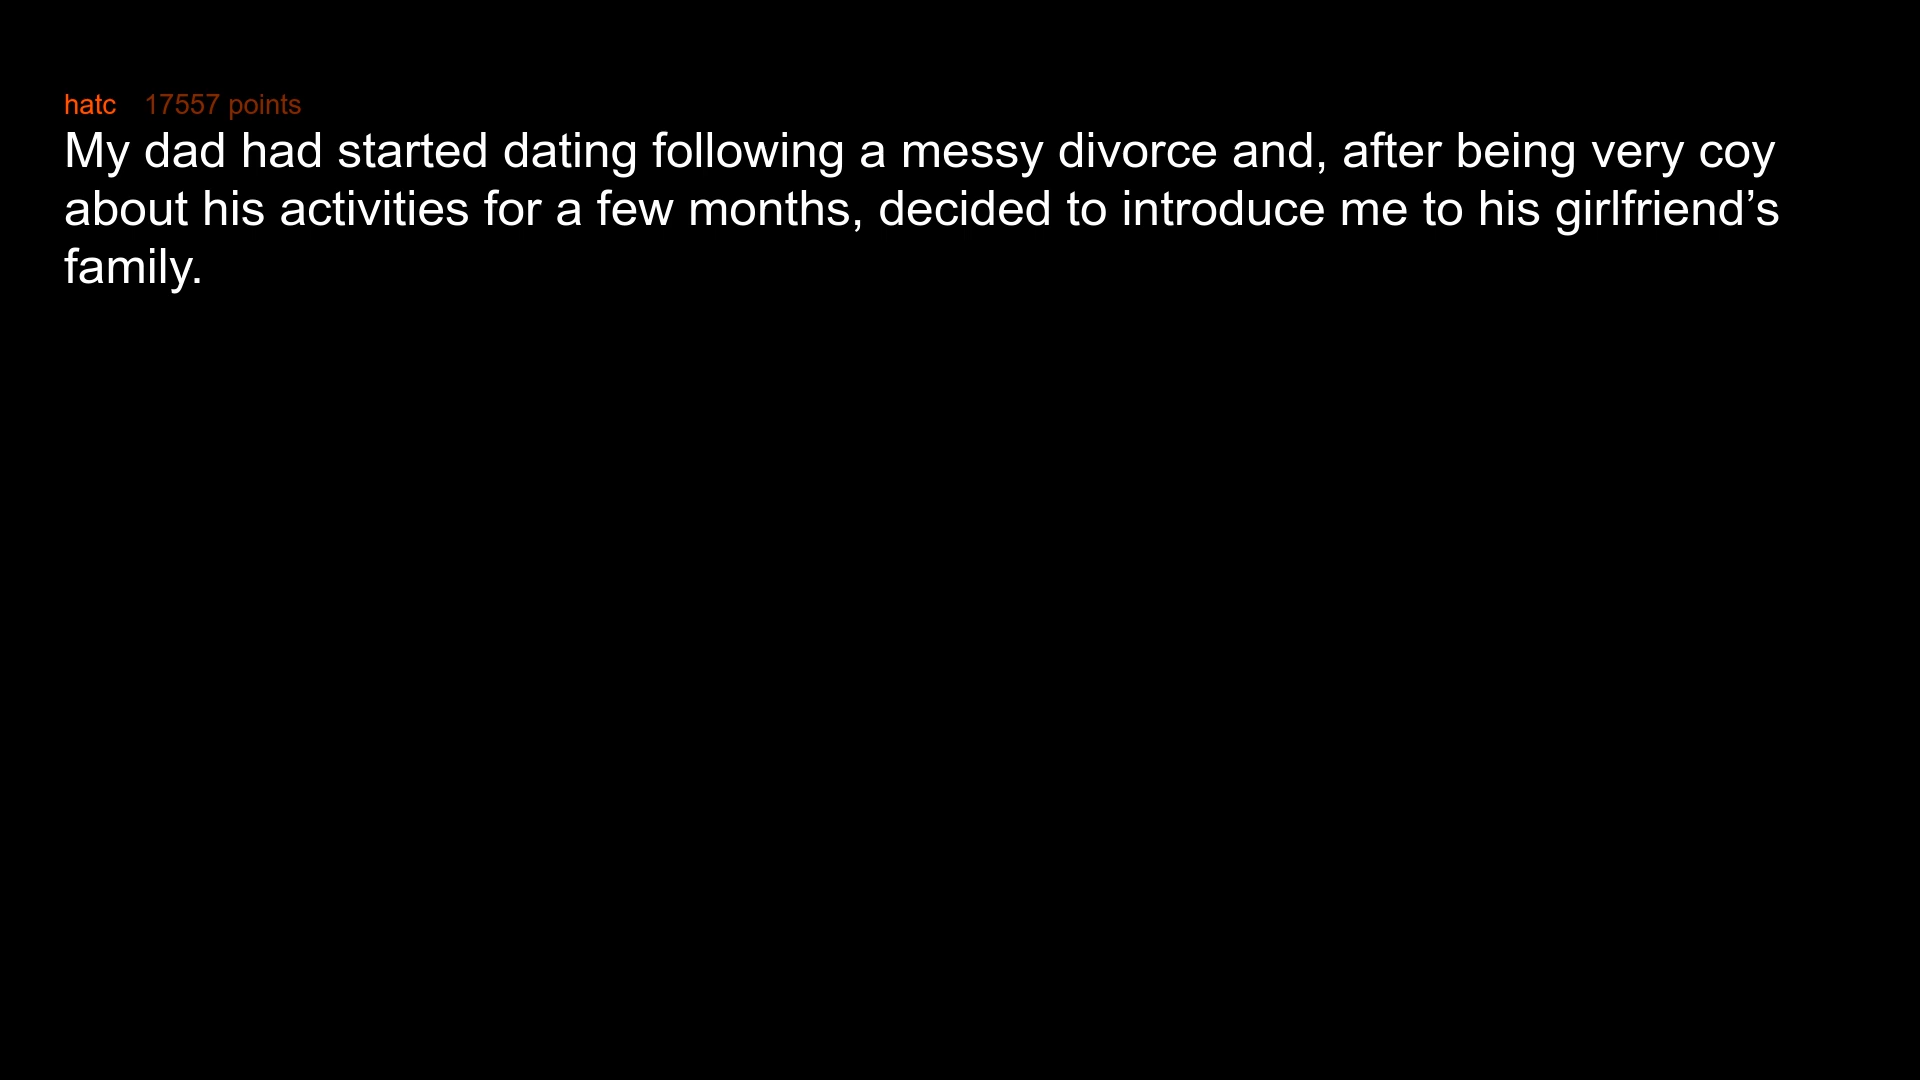 hatc 17557 points
My dad had started dating following a messy divorce and, after being very coy
about his activities for a few months, decided to introduce me to his girlfriend’s
family.